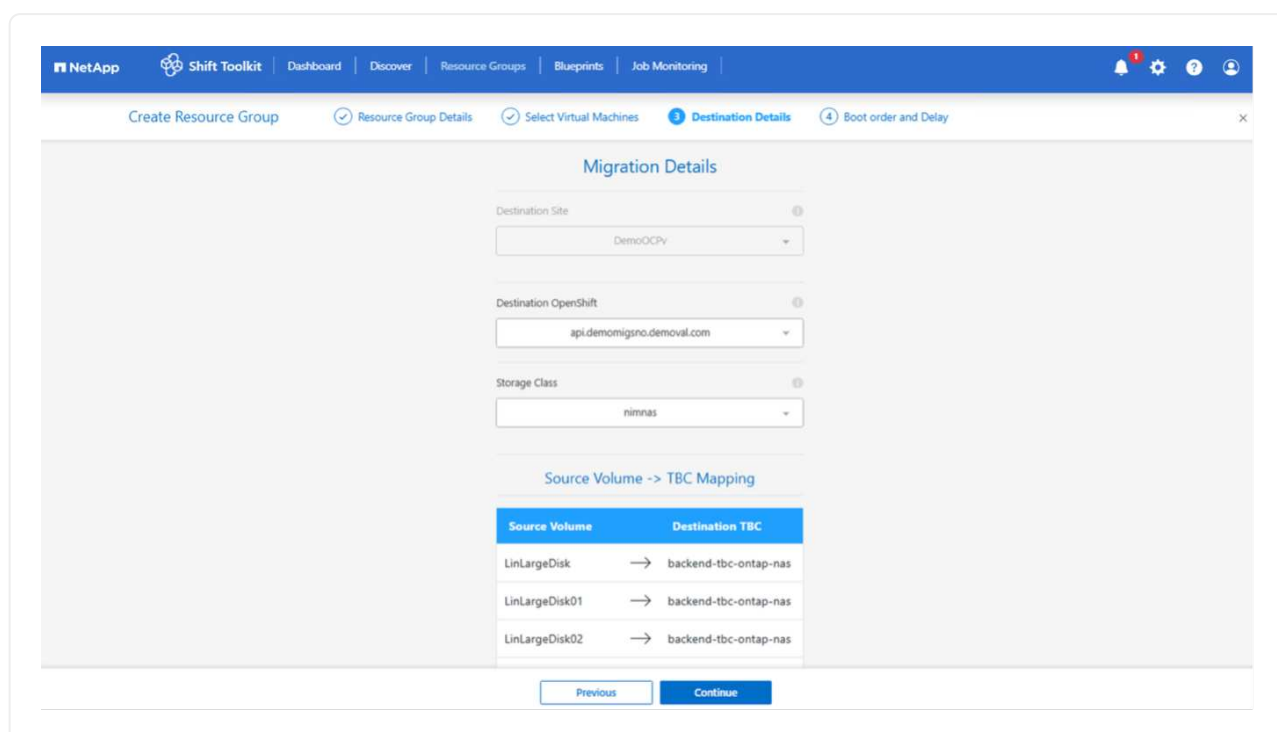 NetApp Shift Toolkit Dashboard Discover Resource Groups Blueprints Job Monitoring 1
Create Resource Group Resource Group Details Select Virtual Machines 3 Destination Details 4 Boot order and Delay
Migration Details
Destination Site
DemoOCPv
Destination OpenShift
api.demomigsno.demoval.com
Storage Class
nimnas
Source Volume -> TBC Mapping
Source Volume Destination TBC
LinLargeDisk → backend-tbc-ontap-nas
LinLargeDisk01 → backend-tbc-ontap-nas
LinLargeDisk02 → backend-tbc-ontap-nas
Previous Continue